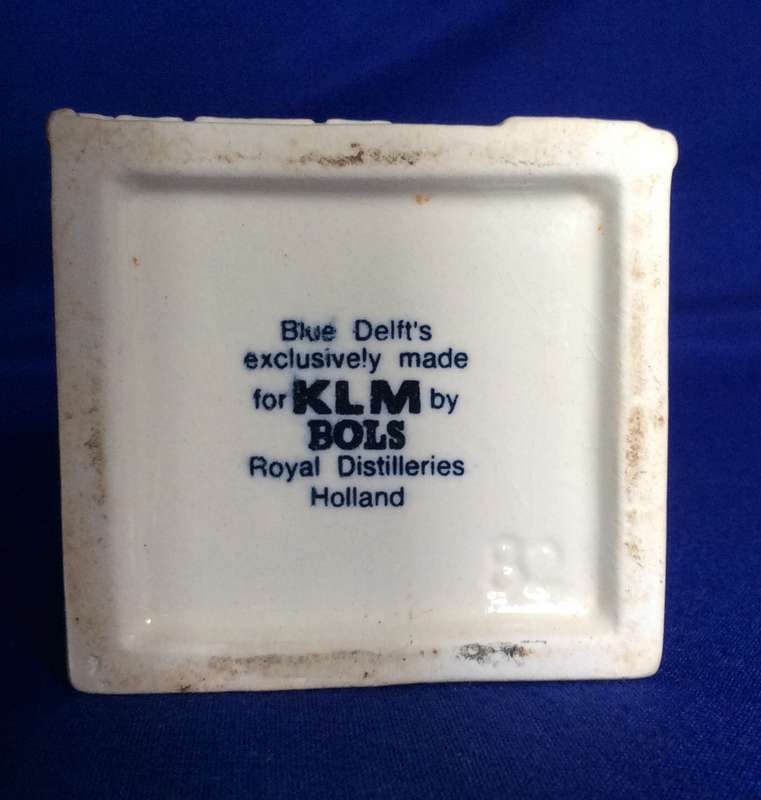 Blue Delft's
exclusively made
for KLM by
BOLS
Royal Distilleries
Holland